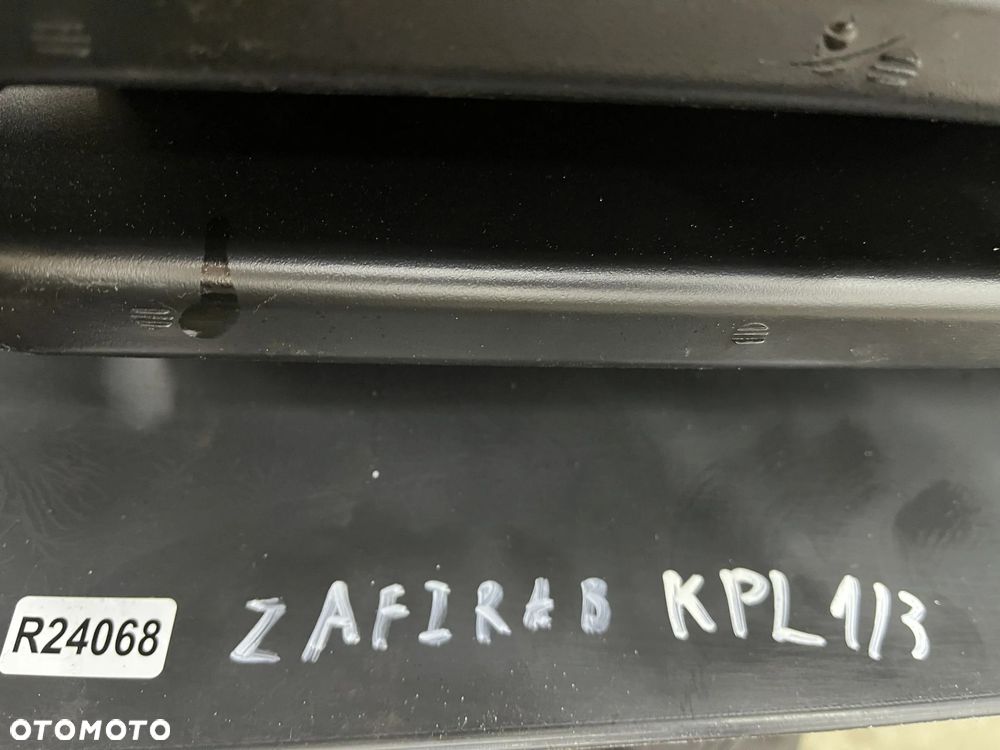 ZAFIRA B KPL 1/3
R24068
OTOMOTO